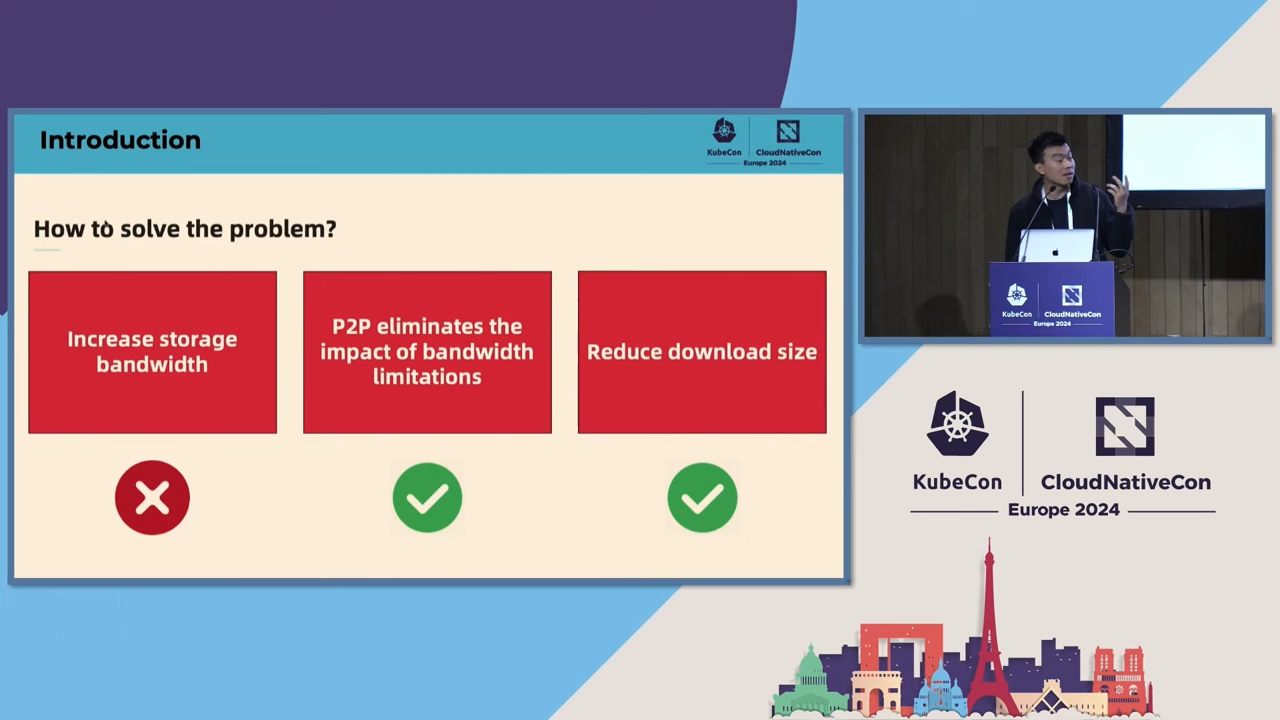 Introduction
KubeCon
CloudNativeCon
Europe 2024
How to solve the problem?
Increase storage
bandwidth
P2P eliminates the
impact of bandwidth
limitations
Reduce download size
KubeCon
CloudNativeCon
Europe 2024
KubeCon
CloudNativeCon
Europe 2024